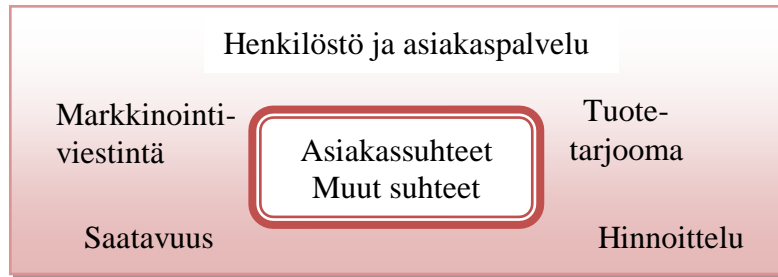 Henkilöstö ja asiakaspalvelu
Markkinointi-
viestintä
Asiakassuhteet
Muut suhteet
Tuote-
tarjooma
Saatavuus
Hinnoittelu